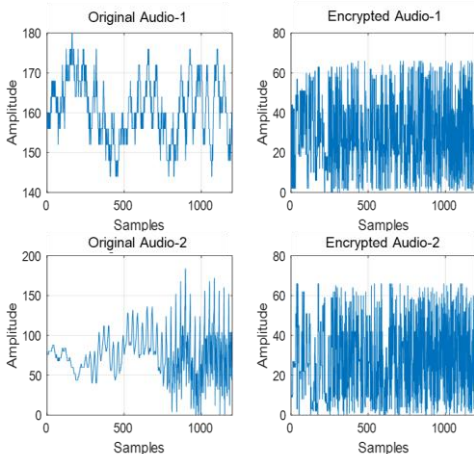 Original Audio-1
Encrypted Audio-1
180
170
160
150
140
Amplitude
0
500
1000
Samples
80
60
40
20
0
Amplitude
0
500
1000
Samples
Original Audio-2
Encrypted Audio-2
200
150
100
50
0
Amplitude
0
500
1000
Samples
80
60
40
20
0
Amplitude
0
500
1000
Samples